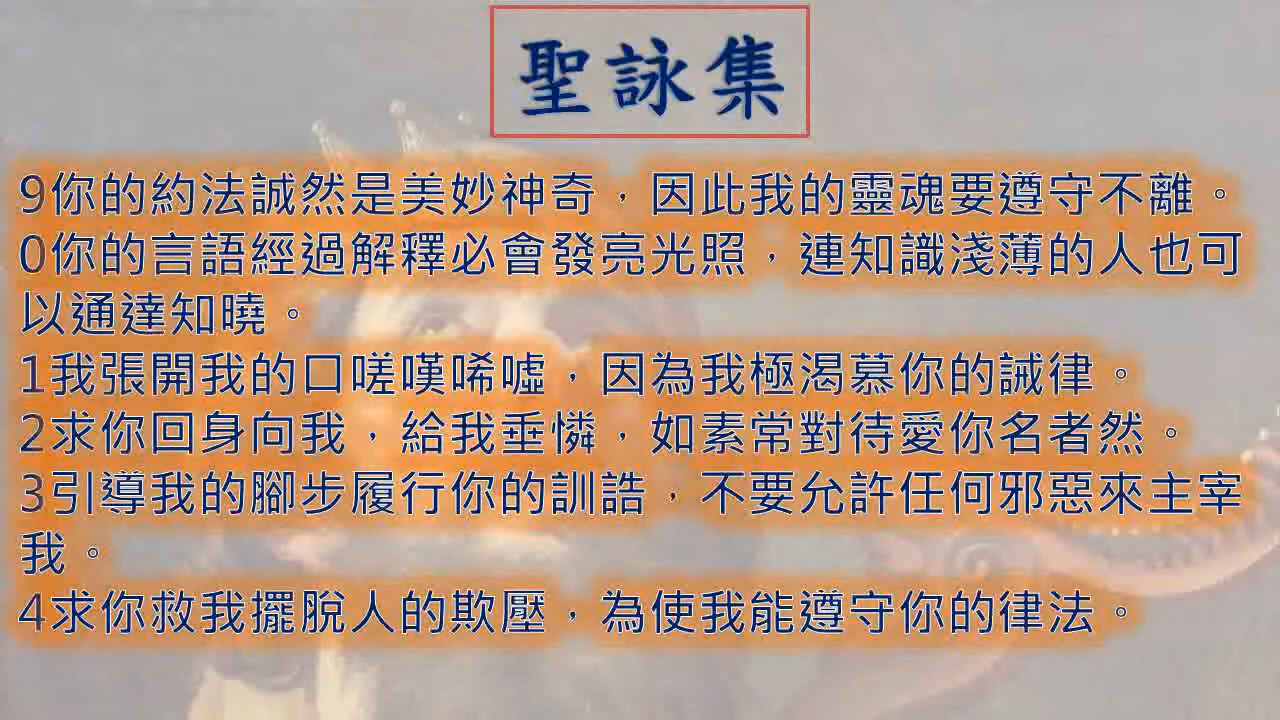 聖詠集
9你的約法誠然是美妙神奇，因此我的靈魂要遵守不離。
0你的言語經過解釋必會發亮光照，連知識淺薄的人也可
以通達知曉。
1我張開我的口嗟嘆唏噓，因為我極渴慕你的誡律。
2求你回身向我，給我垂憐，如素常對待愛你名者然。
3引導我的腳步履行你的訓誥，不要允許任何邪惡來主宰
我。
4求你救我擺脫人的欺壓，為使我能遵守你的律法。